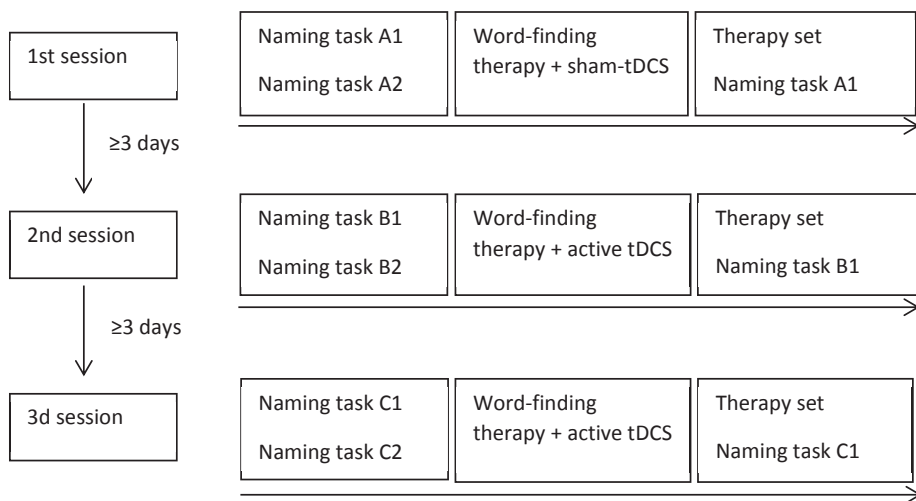 1st session
Naming task A1
Naming task A2
Word-finding
therapy + sham-tDCS
Therapy set
Naming task A1
≥3 days
2nd session
Naming task B1
Naming task B2
Word-finding
therapy + active tDCS
Therapy set
Naming task B1
≥3 days
3d session
Naming task C1
Naming task C2
Word-finding
therapy + active tDCS
Therapy set
Naming task C1